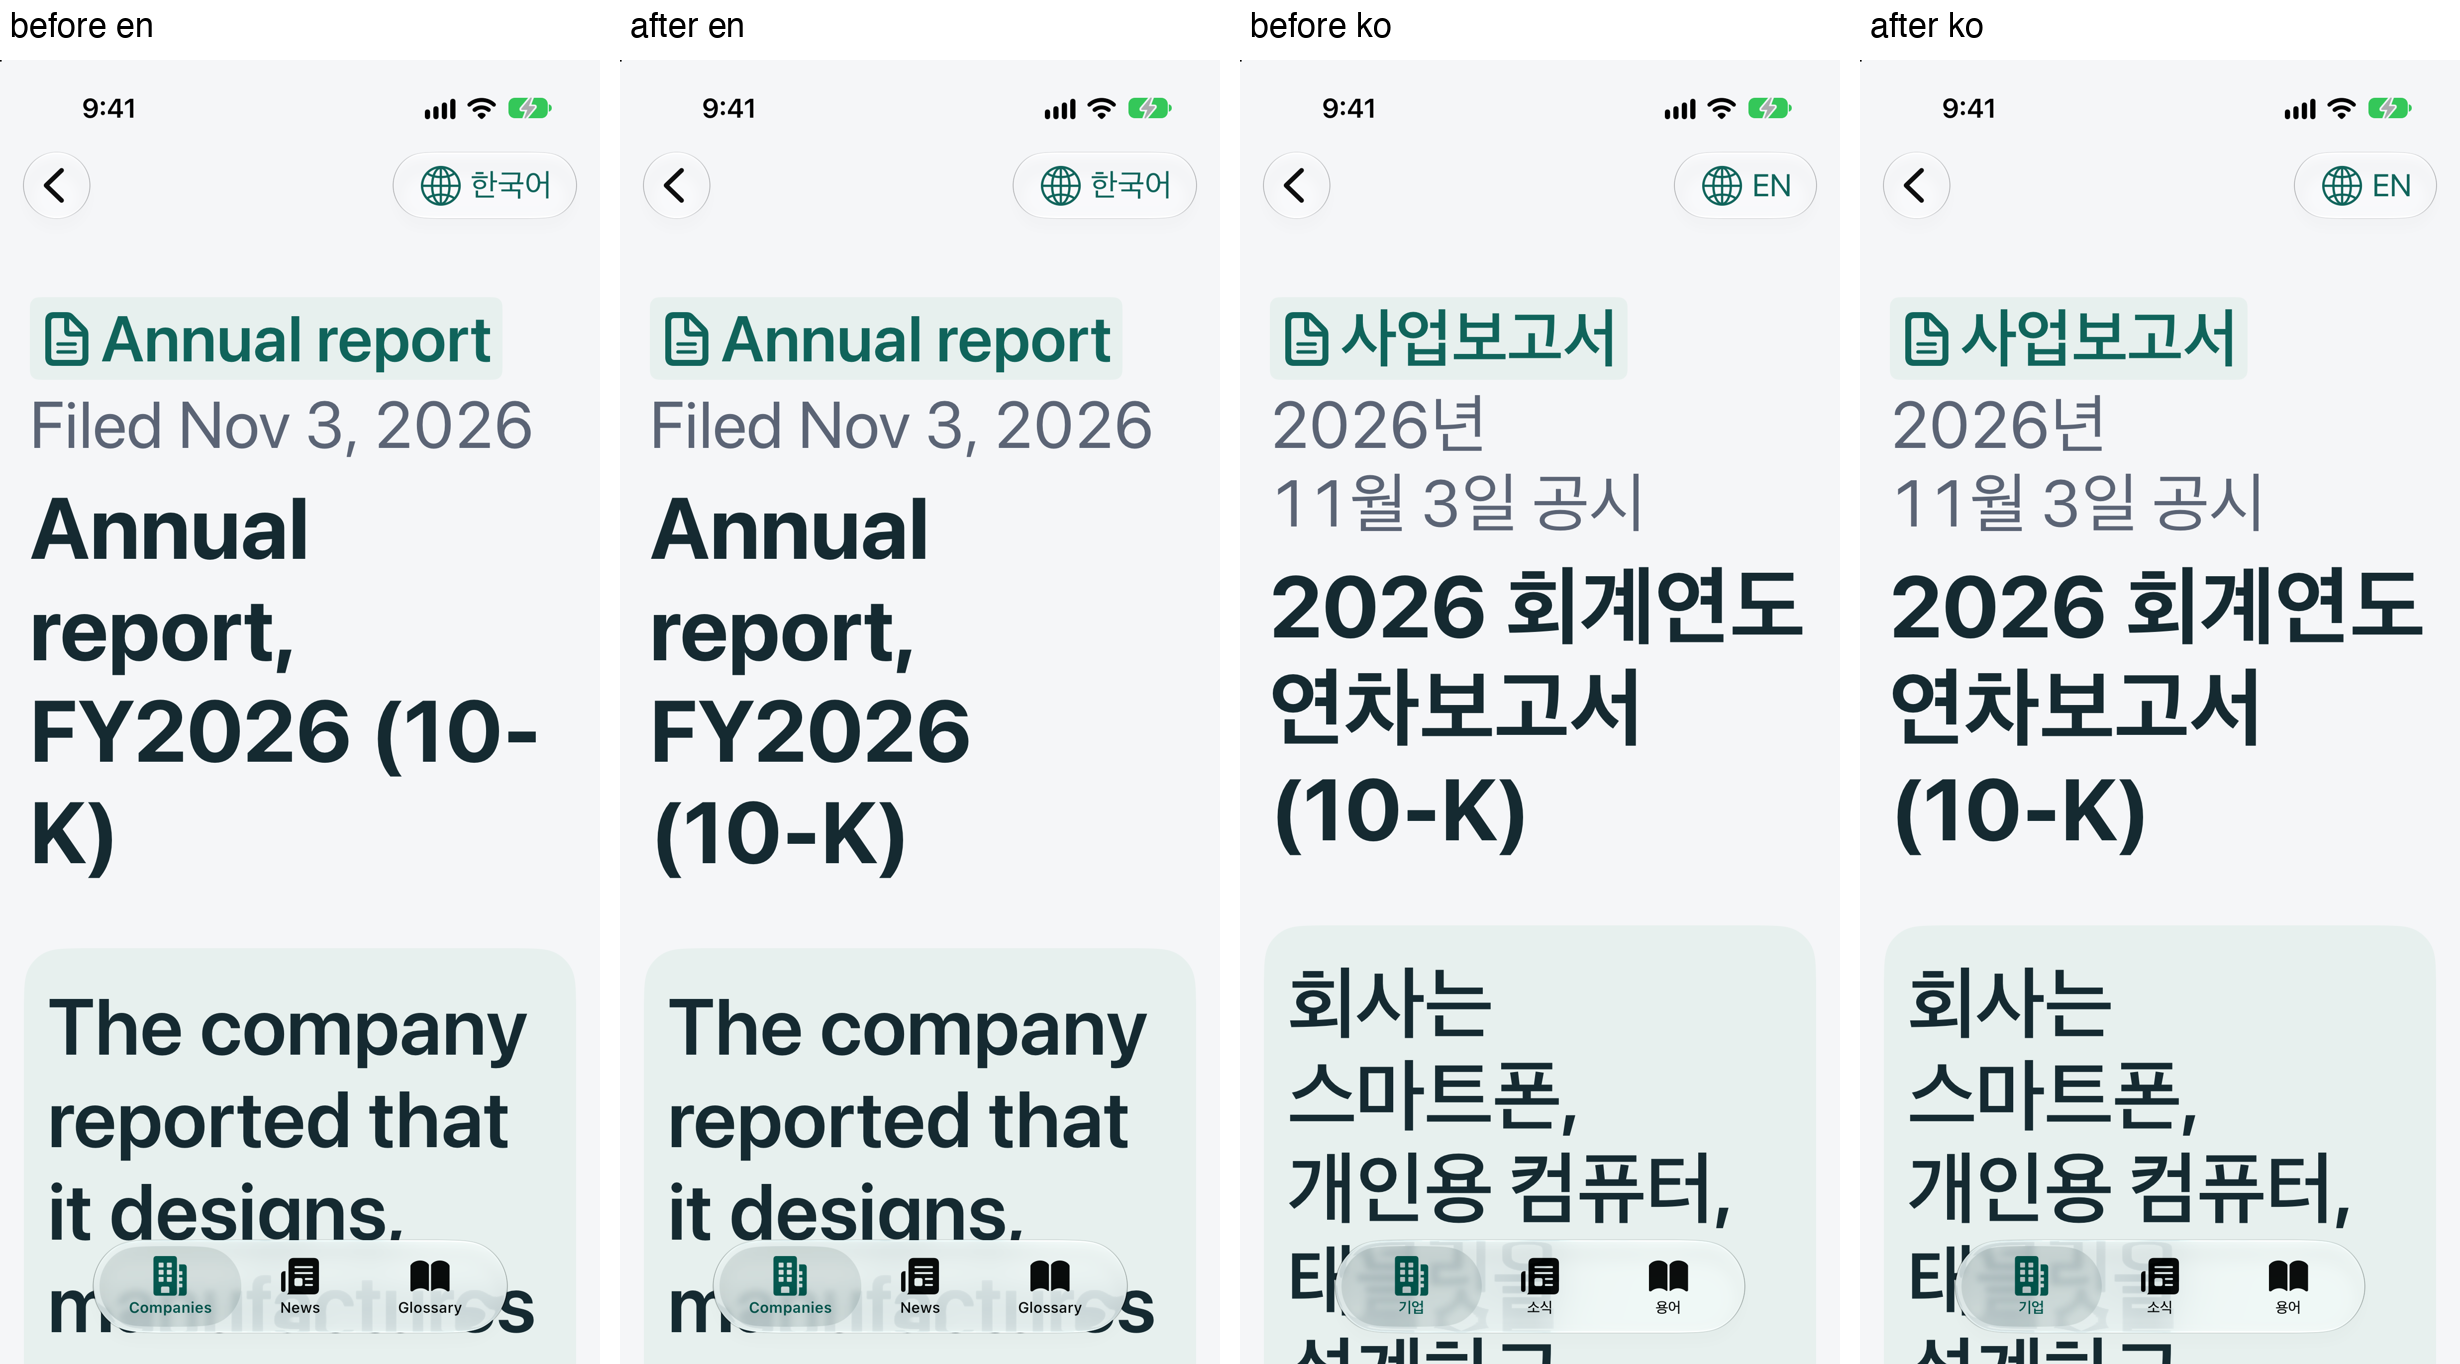 before en
9:41
한국어
Annual report
Filed Nov 3, 2026
Annual
report,
FY2026 (10-
K)
The company
reported that
it designs,
manufactures
Companies
News
Glossary
after en
9:41
한국어
Annual report
Filed Nov 3, 2026
Annual
report,
FY2026
(10-K)
The company
reported that
it designs,
manufactures
Companies
News
Glossary
before ko
9:41
EN
사업보고서
2026년
11월 3일 공시
2026 회계연도
연차보고서
(10-K)
회사는
스마트폰,
개인용 컴퓨터,
기업
소식
용어
after ko
9:41
EN
사업보고서
2026년
11월 3일 공시
2026 회계연도
연차보고서
(10-K)
회사는
스마트폰,
개인용 컴퓨터,
기업
소식
용어